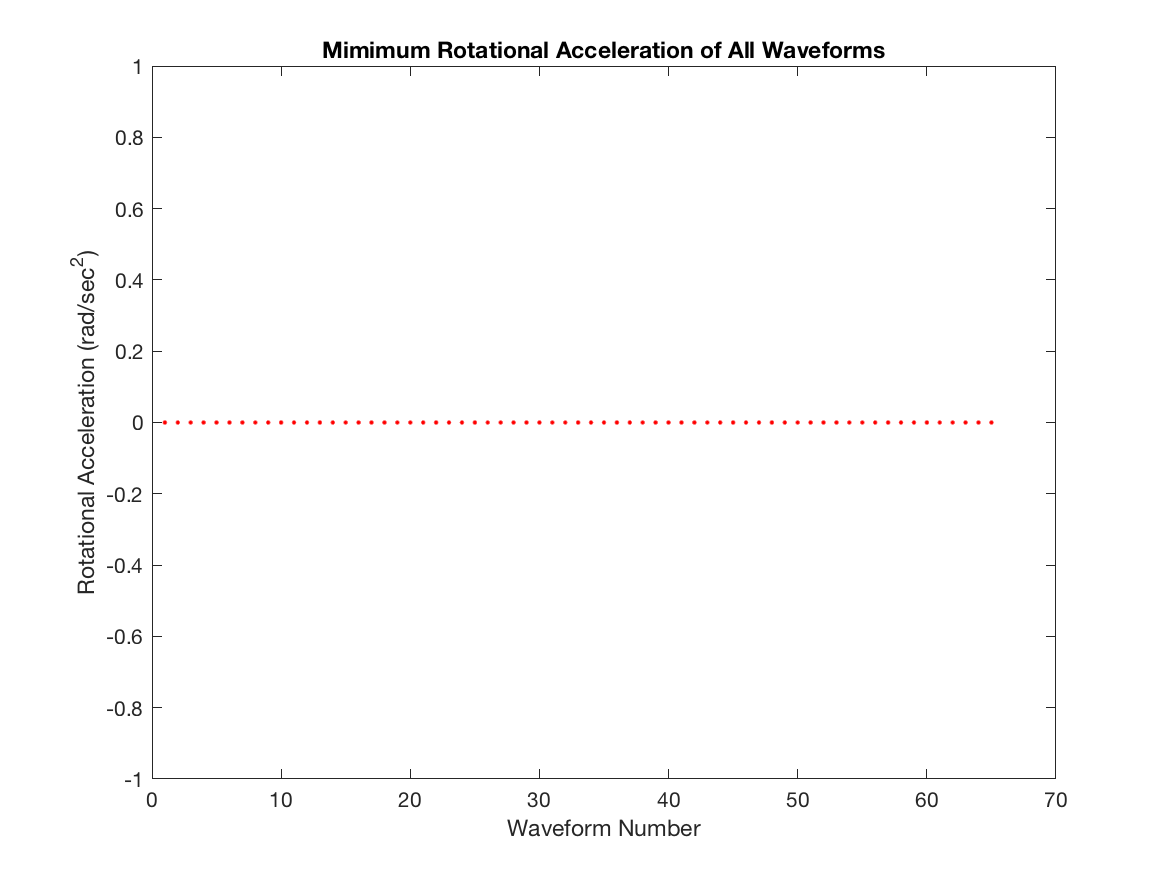 Mimimum Rotational Acceleration of All Waveforms
1
0.8
0.6
0.4
0.2
0
-0.2
-0.4
-0.6
-0.8
-1
Rotational Acceleration (rad/sec²)
0 10 20 30 40 50 60 70
Waveform Number